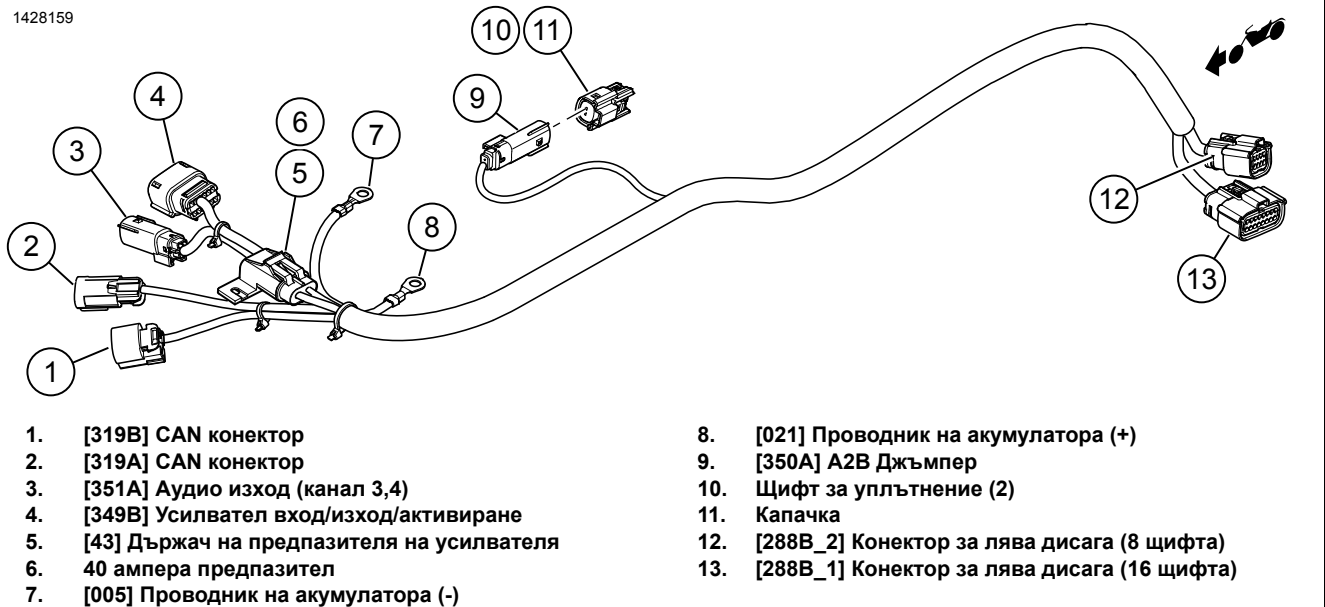 1428159
10
11
4
9
6
7
3
5
12
8
2
13
1
1. [319B] CAN конектор
2. [319A] CAN конектор
3. [351A] Аудио изход (канал 3,4)
4. [349B] Усилвател вход/изход/активиране
5. [43] Държач на предпазителя на усилвателя
6. 40 ампера предпазител
7. [005] Проводник на акумулатора (-)
8. [021] Проводник на акумулатора (+)
9. [350A] A2B Джъмпер
10. Щифт за уплътнение (2)
11. Капачка
12. [288B_2] Конектор за лява дисага (8 щифта)
13. [288B_1] Конектор за лява дисага (16 щифта)